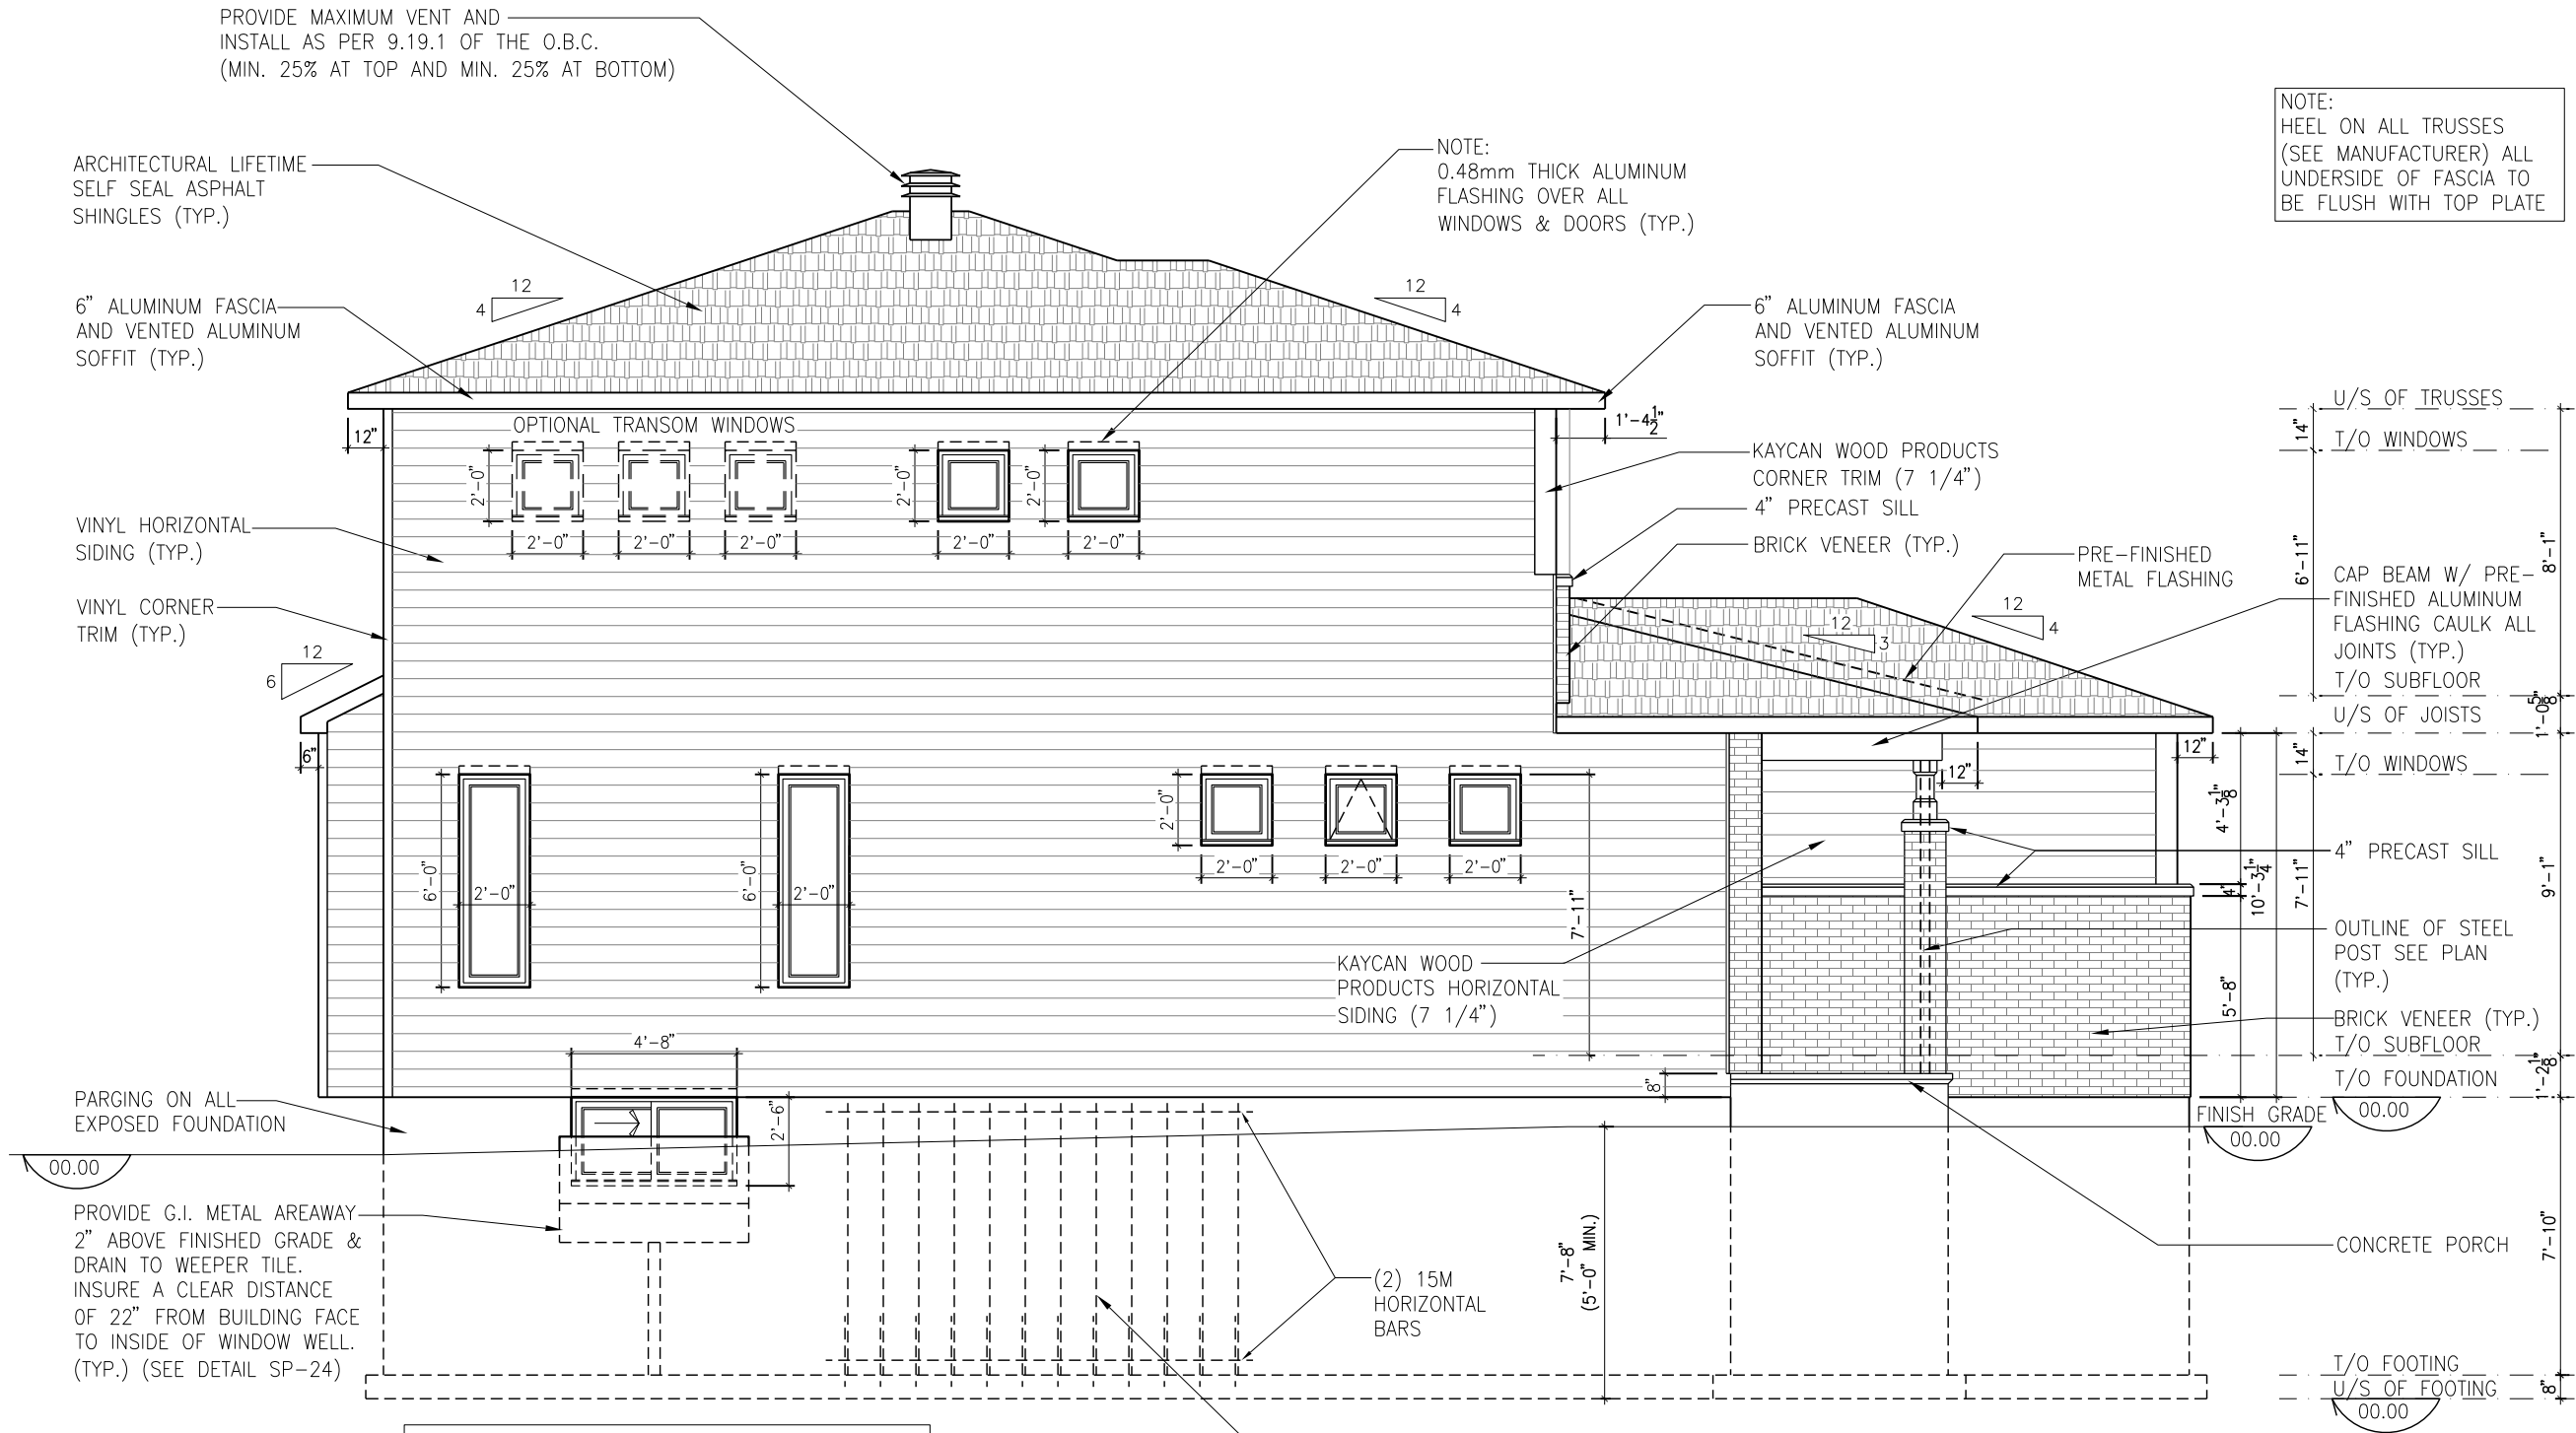 PROVIDE MAXIMUM VENT AND
INSTALL AS PER 9.19.1 OF THE O.B.C.
(MIN. 25% AT TOP AND MIN. 25% AT BOTTOM)
NOTE:
HEEL ON ALL TRUSSES
(SEE MANUFACTURER) ALL
UNDERSIDE OF FASCIA TO
BE FLUSH WITH TOP PLATE
NOTE:
0.48mm THICK ALUMINUM
FLASHING OVER ALL
WINDOWS & DOORS (TYP.)
ARCHITECTURAL LIFETIME
SELF SEAL ASPHALT
SHINGLES (TYP.)
12
4
12
4
6" ALUMINUM FASCIA
AND VENTED ALUMINUM
SOFFIT (TYP.)
6" ALUMINUM FASCIA
AND VENTED ALUMINUM
SOFFIT (TYP.)
12"
OPTIONAL TRANSOM WINDOWS
1'-4 1/2"
2'-0"
2'-0"
2'-0"
2'-0"
2'-0"
2'-0"
2'-0"
2'-0"
KAYCAN WOOD PRODUCTS
CORNER TRIM (7 1/4")
4" PRECAST SILL
BRICK VENEER (TYP.)
PRE-FINISHED
METAL FLASHING
VINYL HORIZONTAL
SIDING (TYP.)
VINYL CORNER
TRIM (TYP.)
12
6
12
3
12
4
U/S OF TRUSSES
14"
T/O WINDOWS
6'-11"
8'-1"
CAP BEAM W/ PRE-
FINISHED ALUMINUM
FLASHING CAULK ALL
JOINTS (TYP.)
T/O SUBFLOOR
1'-0 5/8"
U/S OF JOISTS
14"
T/O WINDOWS
6"
12"
12"
6'-0"
2'-0"
6'-0"
2'-0"
2'-0"
2'-0"
2'-0"
2'-0"
7'-11"
4'-3 1/8"
4"
10'-3 1/4"
7'-11"
9'-1"
5'-8"
4" PRECAST SILL
OUTLINE OF STEEL
POST SEE PLAN
(TYP.)
BRICK VENEER (TYP.)
T/O SUBFLOOR
1'-2 1/8"
T/O FOUNDATION
00.00
FINISH GRADE
00.00
KAYCAN WOOD
PRODUCTS HORIZONTAL
SIDING (7 1/4")
4'-8"
2'-6"
8"
PARGING ON ALL
EXPOSED FOUNDATION
00.00
PROVIDE G.I. METAL AREAWAY
2" ABOVE FINISHED GRADE &
DRAIN TO WEEPER TILE.
INSURE A CLEAR DISTANCE
OF 22" FROM BUILDING FACE
TO INSIDE OF WINDOW WELL.
(TYP.) (SEE DETAIL SP-24)
(2) 15M
HORIZONTAL
BARS
7'-8"
(5'-0" MIN.)
CONCRETE PORCH
7'-10"
T/O FOOTING
8"
U/S OF FOOTING
00.00